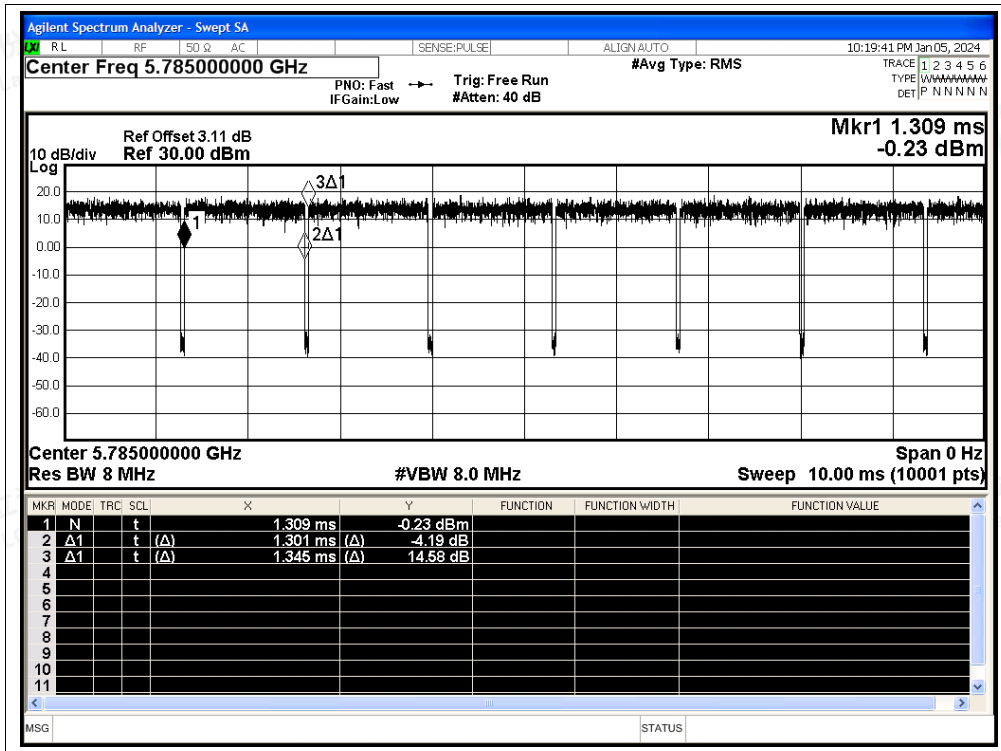 Agilent Spectrum Analyzer - Swept SA
LXI RL RF 50 Ω AC SENSE:PULSE ALIGN AUTO 10:19:41 PM Jan 05, 2024
Center Freq 5.785000000 GHz #Avg Type: RMS TRACE 1 2 3 4 5 6
PNO: Fast Trig: Free Run TYPE
IFGain:Low #Atten: 40 dB DET P N N N N N
Mkr1 1.309 ms
Ref Offset 3.11 dB
10 dB/div Ref 30.00 dBm -0.23 dBm
Log
3Δ1
20.0
1
10.0
2Δ1
0.00
-10.0
-20.0
-30.0
-40.0
-50.0
-60.0
Center 5.785000000 GHz Span 0 Hz
Res BW 8 MHz #VBW 8.0 MHz Sweep 10.00 ms (10001 pts)
MKR MODE TRC SCL X Y FUNCTION FUNCTION WIDTH FUNCTION VALUE
1 N t 1.309 ms -0.23 dBm
2 Δ1 t (Δ) 1.301 ms (Δ) -4.19 dB
3 Δ1 t (Δ) 1.345 ms (Δ) 14.58 dB
4
5
6
7
8
9
10
11
MSG STATUS